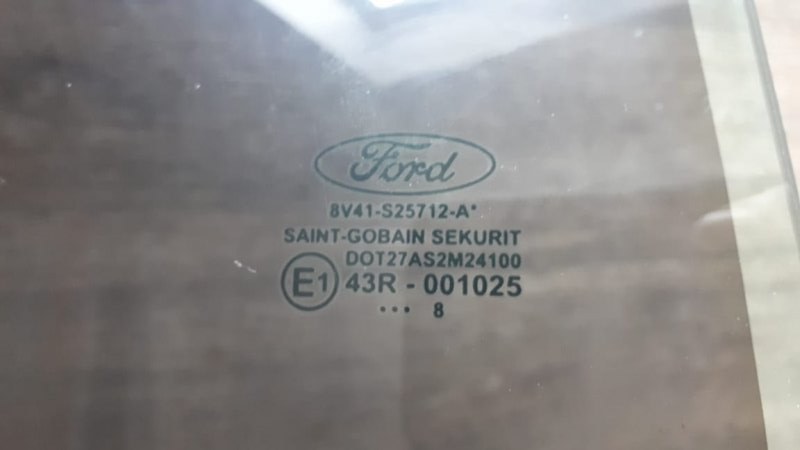 Ford
8V41-S25712-A*
SAINT-GOBAIN SEKURIT
DOT27AS2M24100
E1 43R - 001025
... 8